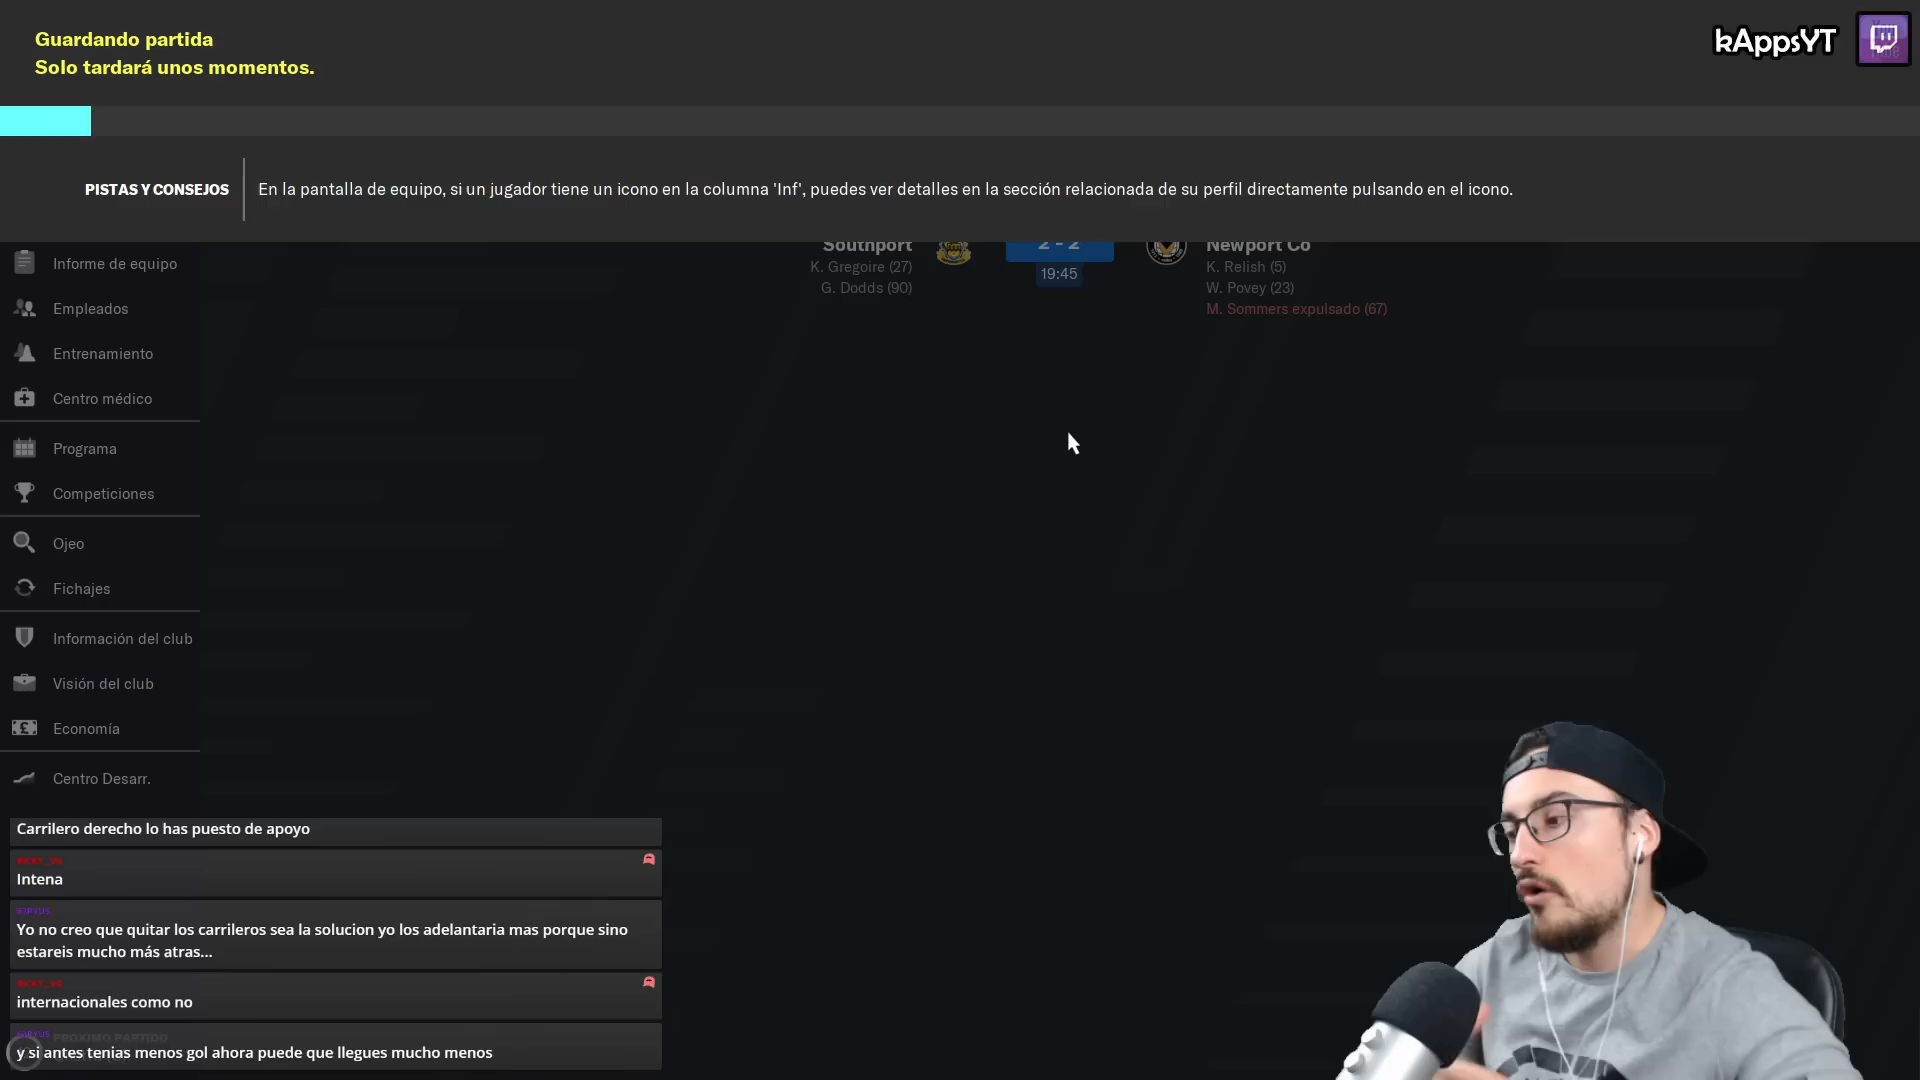 Guardando partida
Solo tardará unos momentos.
kAppsYT
PISTAS Y CONSEJOS
En la pantalla de equipo, si un jugador tiene un icono en la columna 'Inf', puedes ver detalles en la sección relacionada de su perfil directamente pulsando en el icono.
Southport
2 - 2
Newport Co
K. Gregoire (27)
19:45
K. Relish (5)
G. Dodds (90)
W. Povey (23)
M. Sommers expulsado (67)
Informe de equipo
Empleados
Entrenamiento
Centro médico
Programa
Competiciones
Ojeo
Fichajes
Información del club
Visión del club
Economía
Centro Desarr.
Carrilero derecho lo has puesto de apoyo
Intena
Yo no creo que quitar los carrileros sea la solucion yo los adelantaria mas porque sino
estareis mucho más atras...
internacionales como no
PRÓXIMO PARTIDO
y si antes tenias menos gol ahora puede que llegues mucho menos